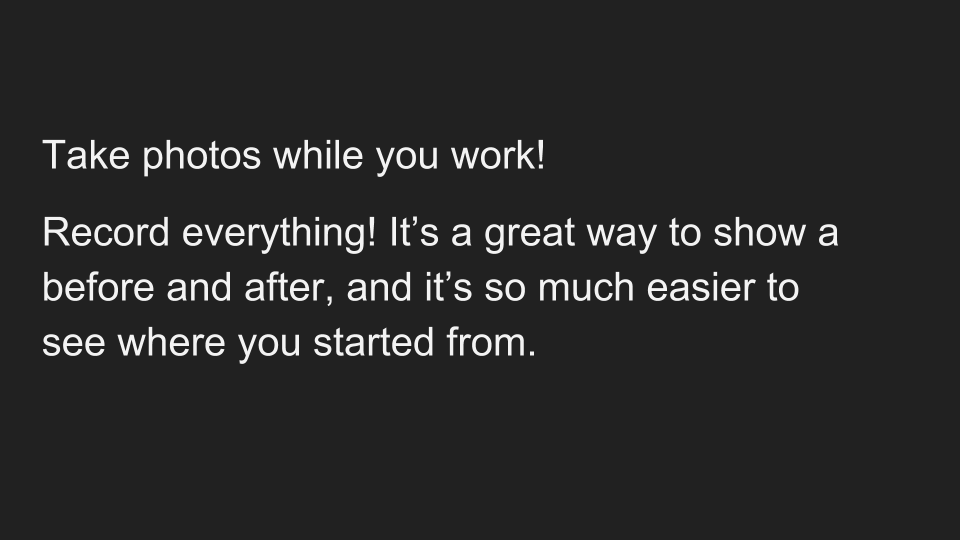 Take photos while you work!
Record everything! It’s a great way to show a
before and after, and it’s so much easier to
see where you started from.